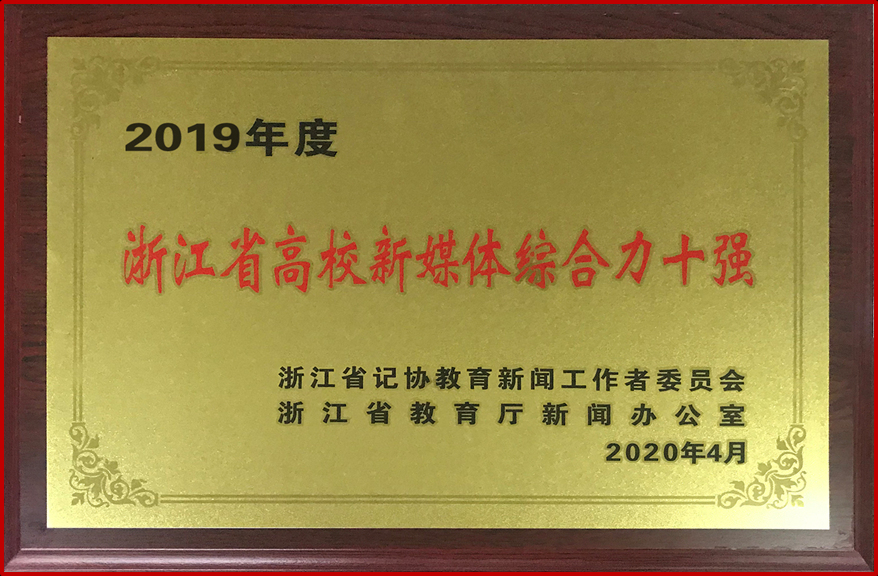 2019年度
浙江省高校新媒体综合力十强
浙江省记协教育新闻工作者委员会
浙江省教育厅新闻办公室
2020年4月